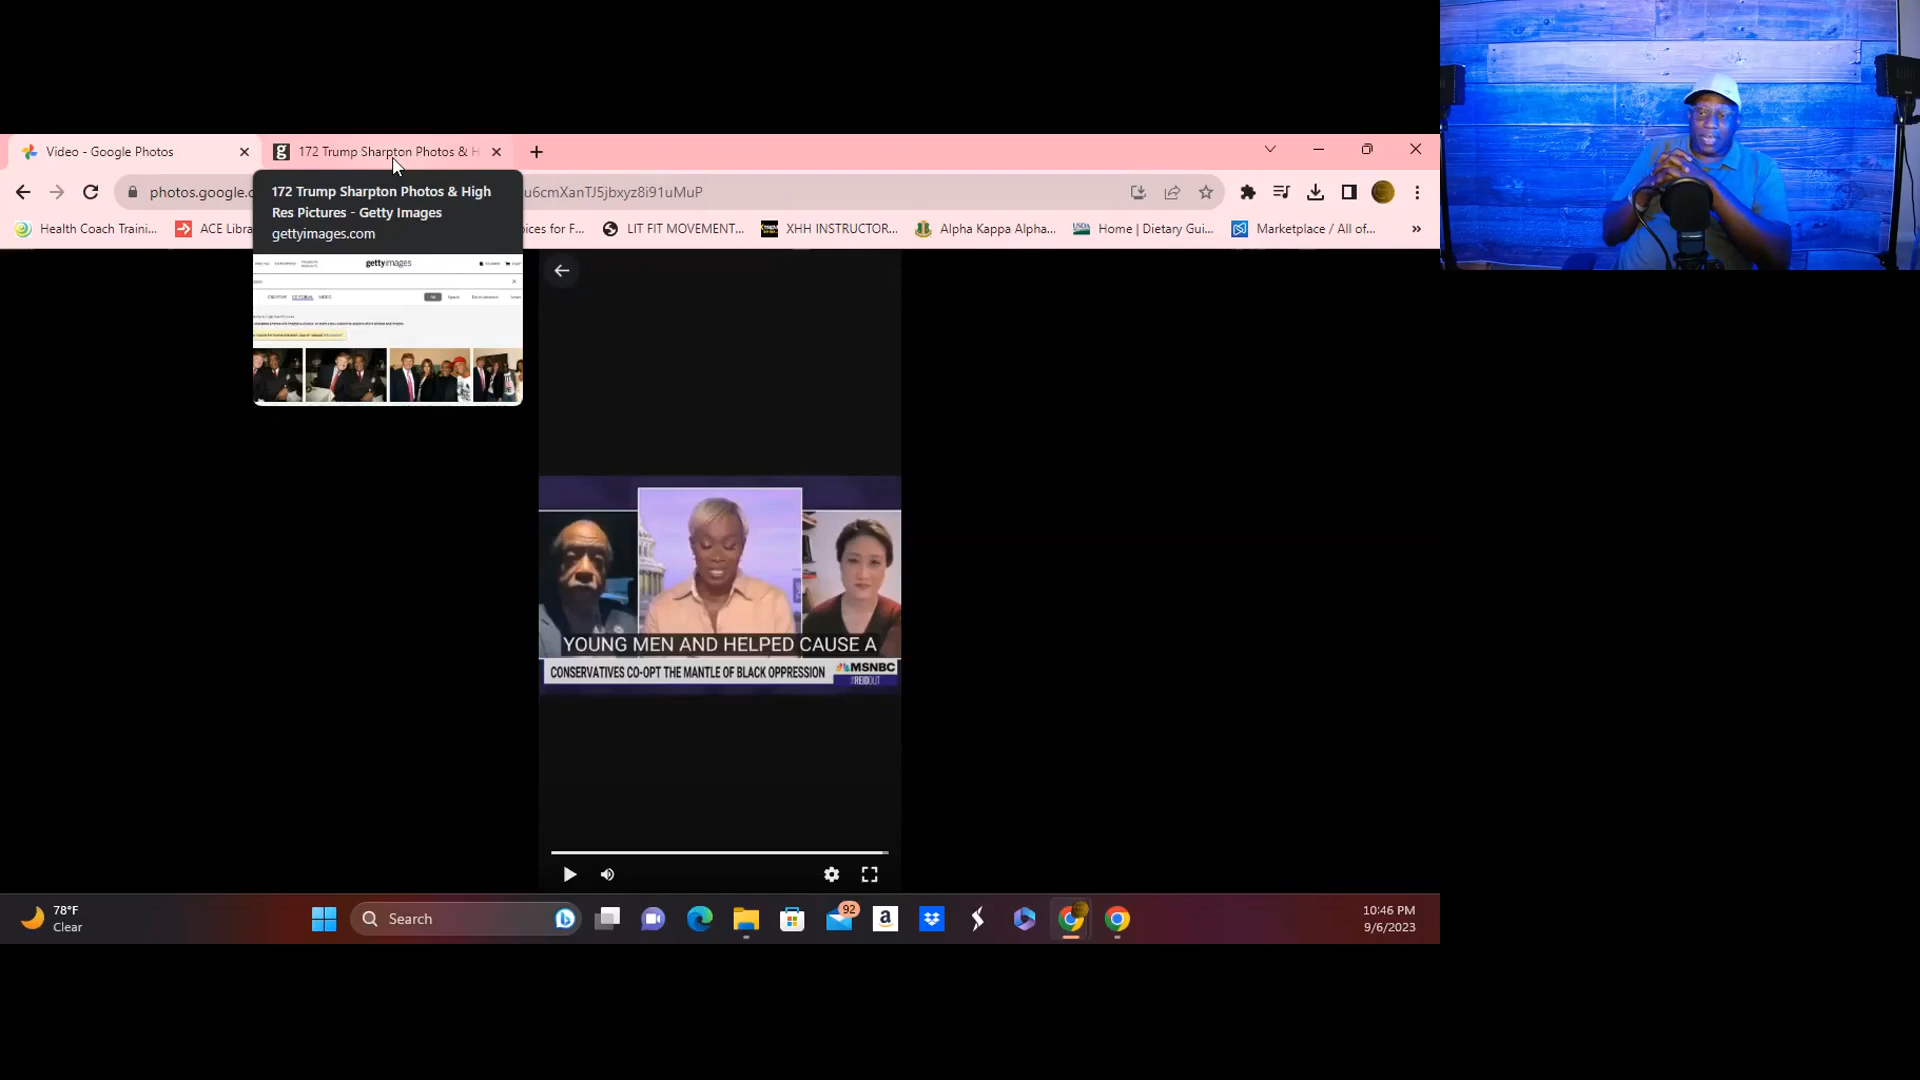 Video - Google Photos
172 Trump Sharpton Photos & H
photos.google.c
u6cmXanTJ5jbxyz8i91uMuP
172 Trump Sharpton Photos & High
Res Pictures - Getty Images
gettyimages.com
Health Coach Traini...
ACE Libra
ices for F...
LIT FIT MOVEMENT...
XHH INSTRUCTOR...
Alpha Kappa Alpha...
USDA
Home | Dietary Gui...
Marketplace / All of...
»
gettyimages
YOUNG MEN AND HELPED CAUSE A
CONSERVATIVES CO-OPT THE MANTLE OF BLACK OPPRESSION
MSNBC
#REIDOUT
78°F
Clear
Search
92
10:46 PM
9/6/2023